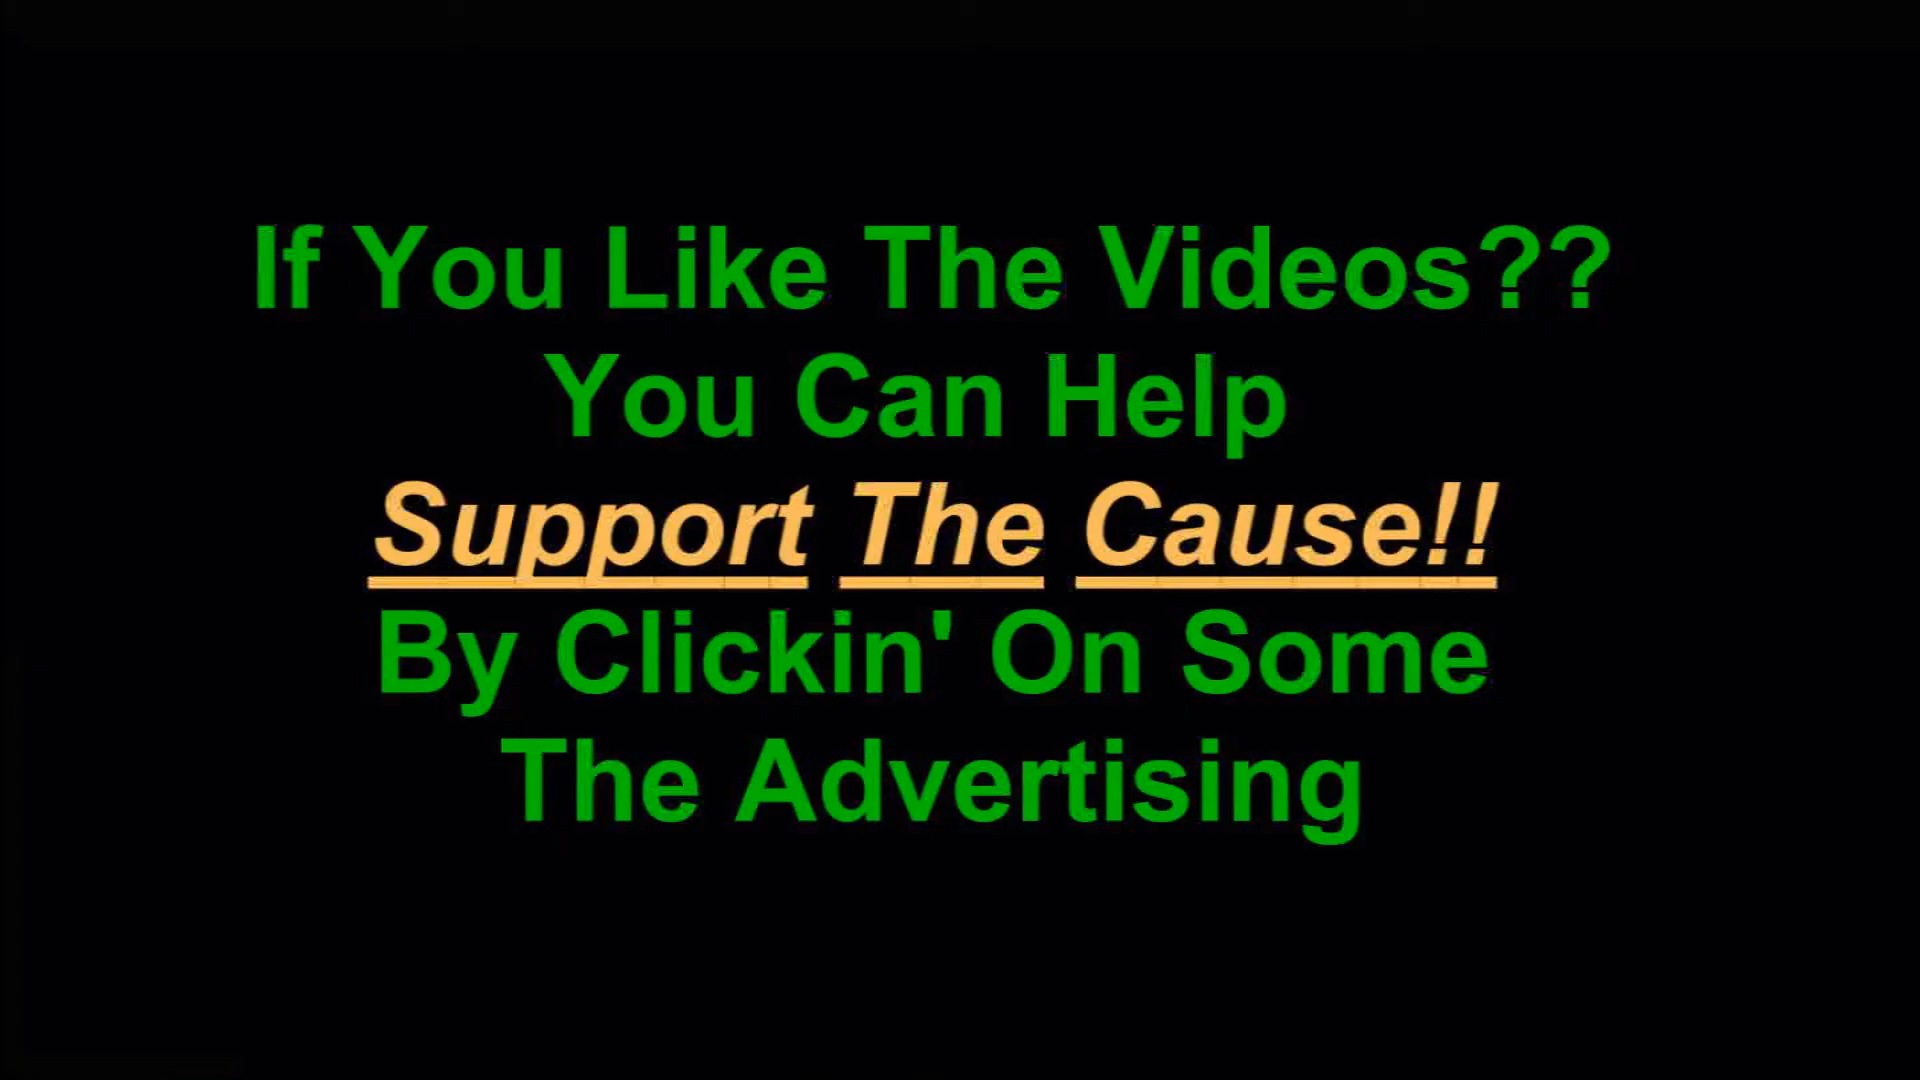 If You Like The Videos??
You Can Help
Support The Cause!!
By Clickin' On Some
The Advertising